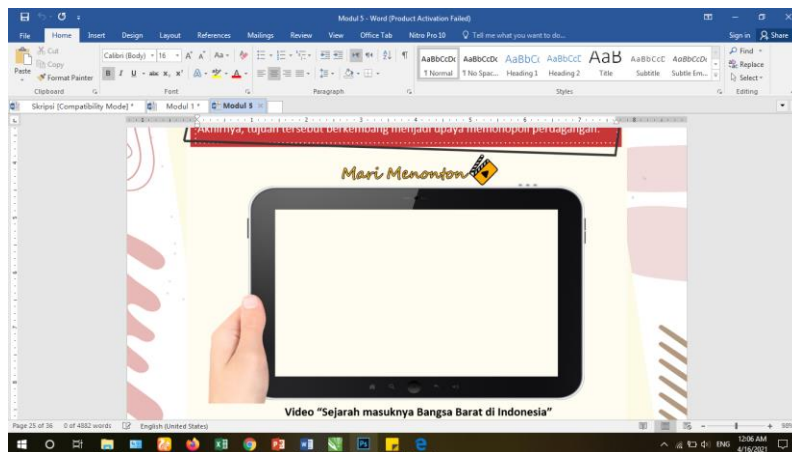 Modul 5 - Word (Product Activation Failed)
File Home Insert Design Layout References Mailings Review View Office Tab Nitro Pro 10 Tell me what you want to do... Sign in Share
Cut
Copy
Format Painter
Paste
Calibri (Body) 16
Clipboard Font Paragraph Styles Editing
AaBbCcDc AaBbCcDc AaBbCc AaBbCcC AaB AaBbCcC AaBbCcDc
¶ Normal ¶ No Spac... Heading 1 Heading 2 Title Subtitle Subtle Em...
Find
Replace
Select
Skripsi [Compatibility Mode] * Modul 1 * Modul 5
Akhirnya, tujuan tersebut berkembang menjadi upaya memonopoli perdagangan.
Mari Menonton
Video “Sejarah masuknya Bangsa Barat di Indonesia”
Page 25 of 36 0 of 4882 words English (United States)
ENG
12:06 AM
4/16/2021